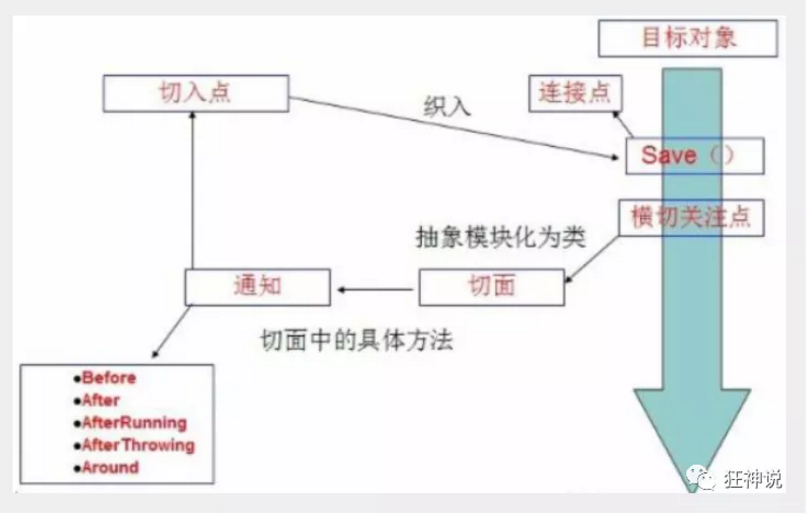 目标对象
切入点
织入
连接点
Save（）
横切关注点
抽象模块化为类
通知
切面
切面中的具体方法
●Before
●After
●AfterRunning
●AfterThrowing
●Around
狂神说